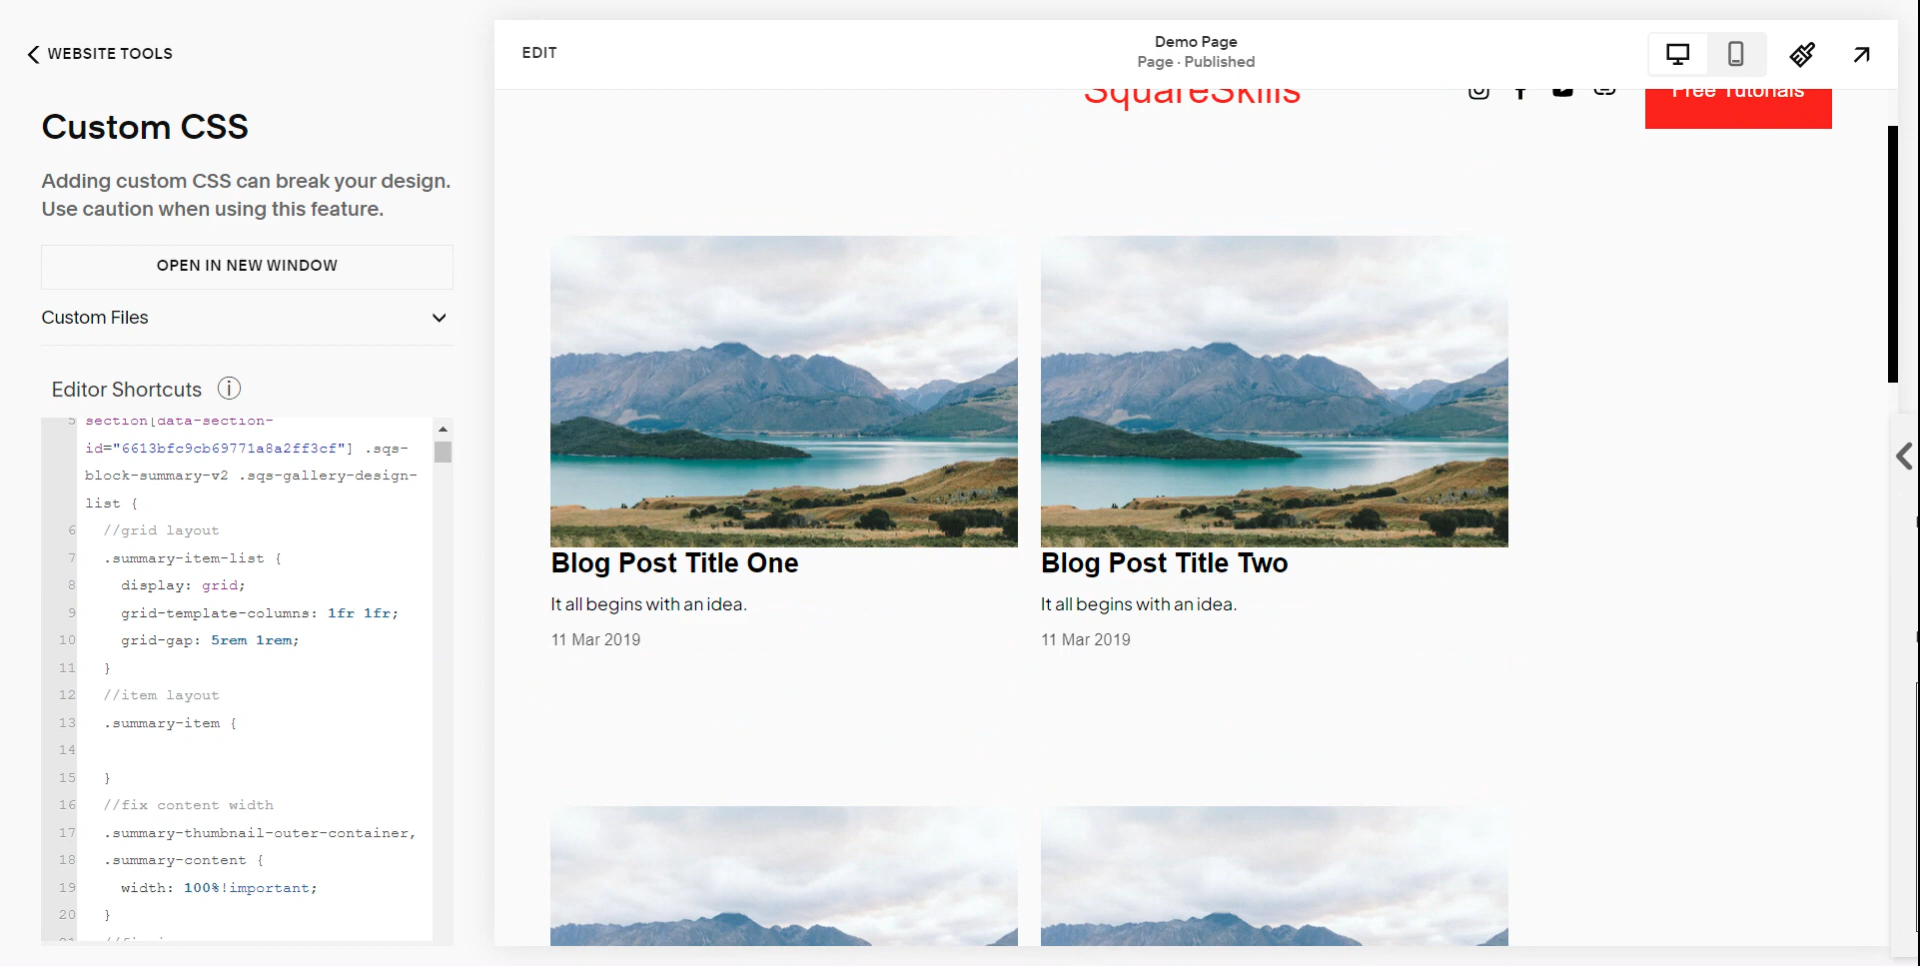 WEBSITE TOOLS
Custom CSS
Adding custom CSS can break your design.
Use caution when using this feature.
OPEN IN NEW WINDOW
Custom Files
Editor Shortcuts
5 section[data-section-
id="6613bfc9cb69771a8a2ff3cf"] .sqs-
block-summary-v2 .sqs-gallery-design-
list {
6 //grid layout
7 .summary-item-list {
8 display: grid;
9 grid-template-columns: 1fr 1fr;
10 grid-gap: 5rem 1rem;
11 }
12 //item layout
13 .summary-item {
14
15 }
16 //fix content width
17 .summary-thumbnail-outer-container,
18 .summary-content {
19 width: 100%!important;
20 }
EDIT
Demo Page
Page · Published
SquareSkills
Free Tutorials
Blog Post Title One
It all begins with an idea.
11 Mar 2019
Blog Post Title Two
It all begins with an idea.
11 Mar 2019